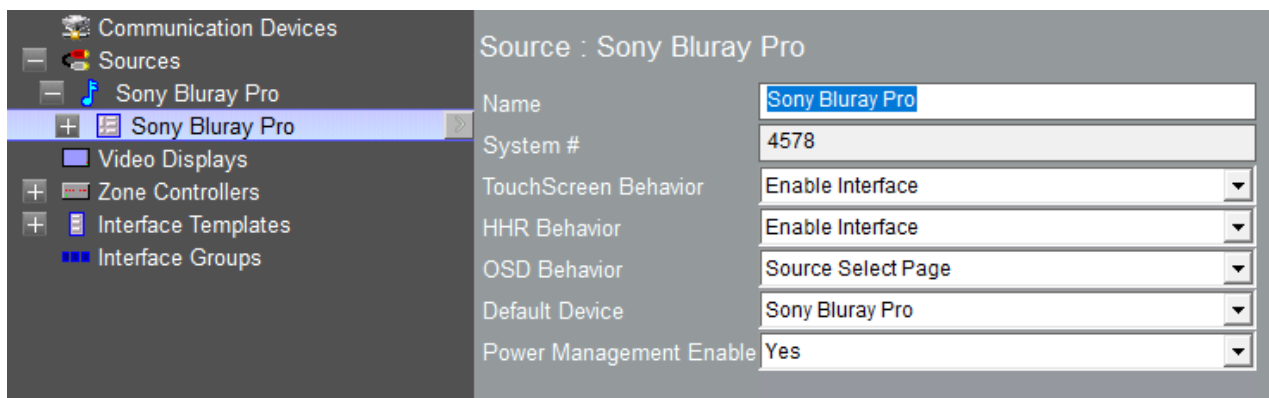 Communication Devices
Sources
Sony Bluray Pro
Sony Bluray Pro
Video Displays
Zone Controllers
Interface Templates
Interface Groups
Source : Sony Bluray Pro
Name Sony Bluray Pro
System # 4578
TouchScreen Behavior Enable Interface
HHR Behavior Enable Interface
OSD Behavior Source Select Page
Default Device Sony Bluray Pro
Power Management Enable Yes